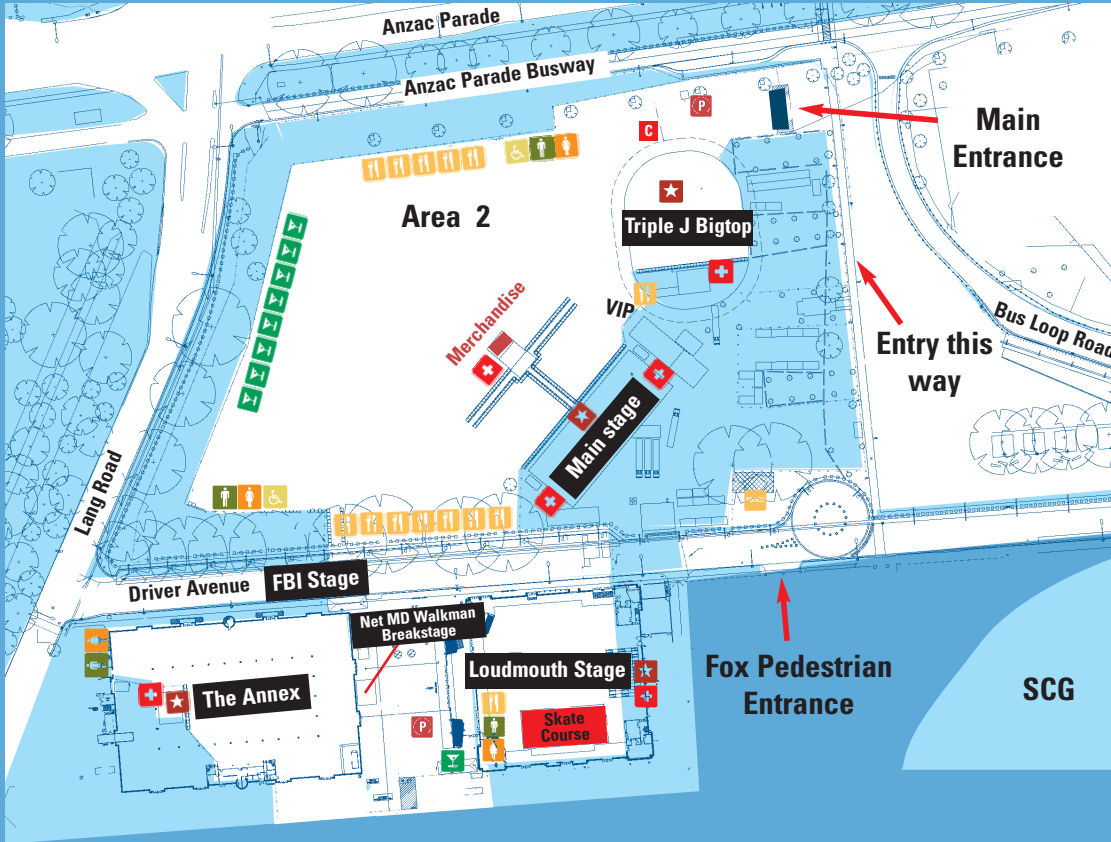 Anzac Parade
Anzac Parade Busway
P
C
Main
Entrance
Area 2
Triple J Bigtop
VIP
Merchandise
Entry this
way
Bus Loop Road
Main stage
Lang Road
Driver Avenue
FBI Stage
Net MD Walkman
Breakstage
Loudmouth Stage
Fox Pedestrian
Entrance
SCG
The Annex
P
Skate
Course